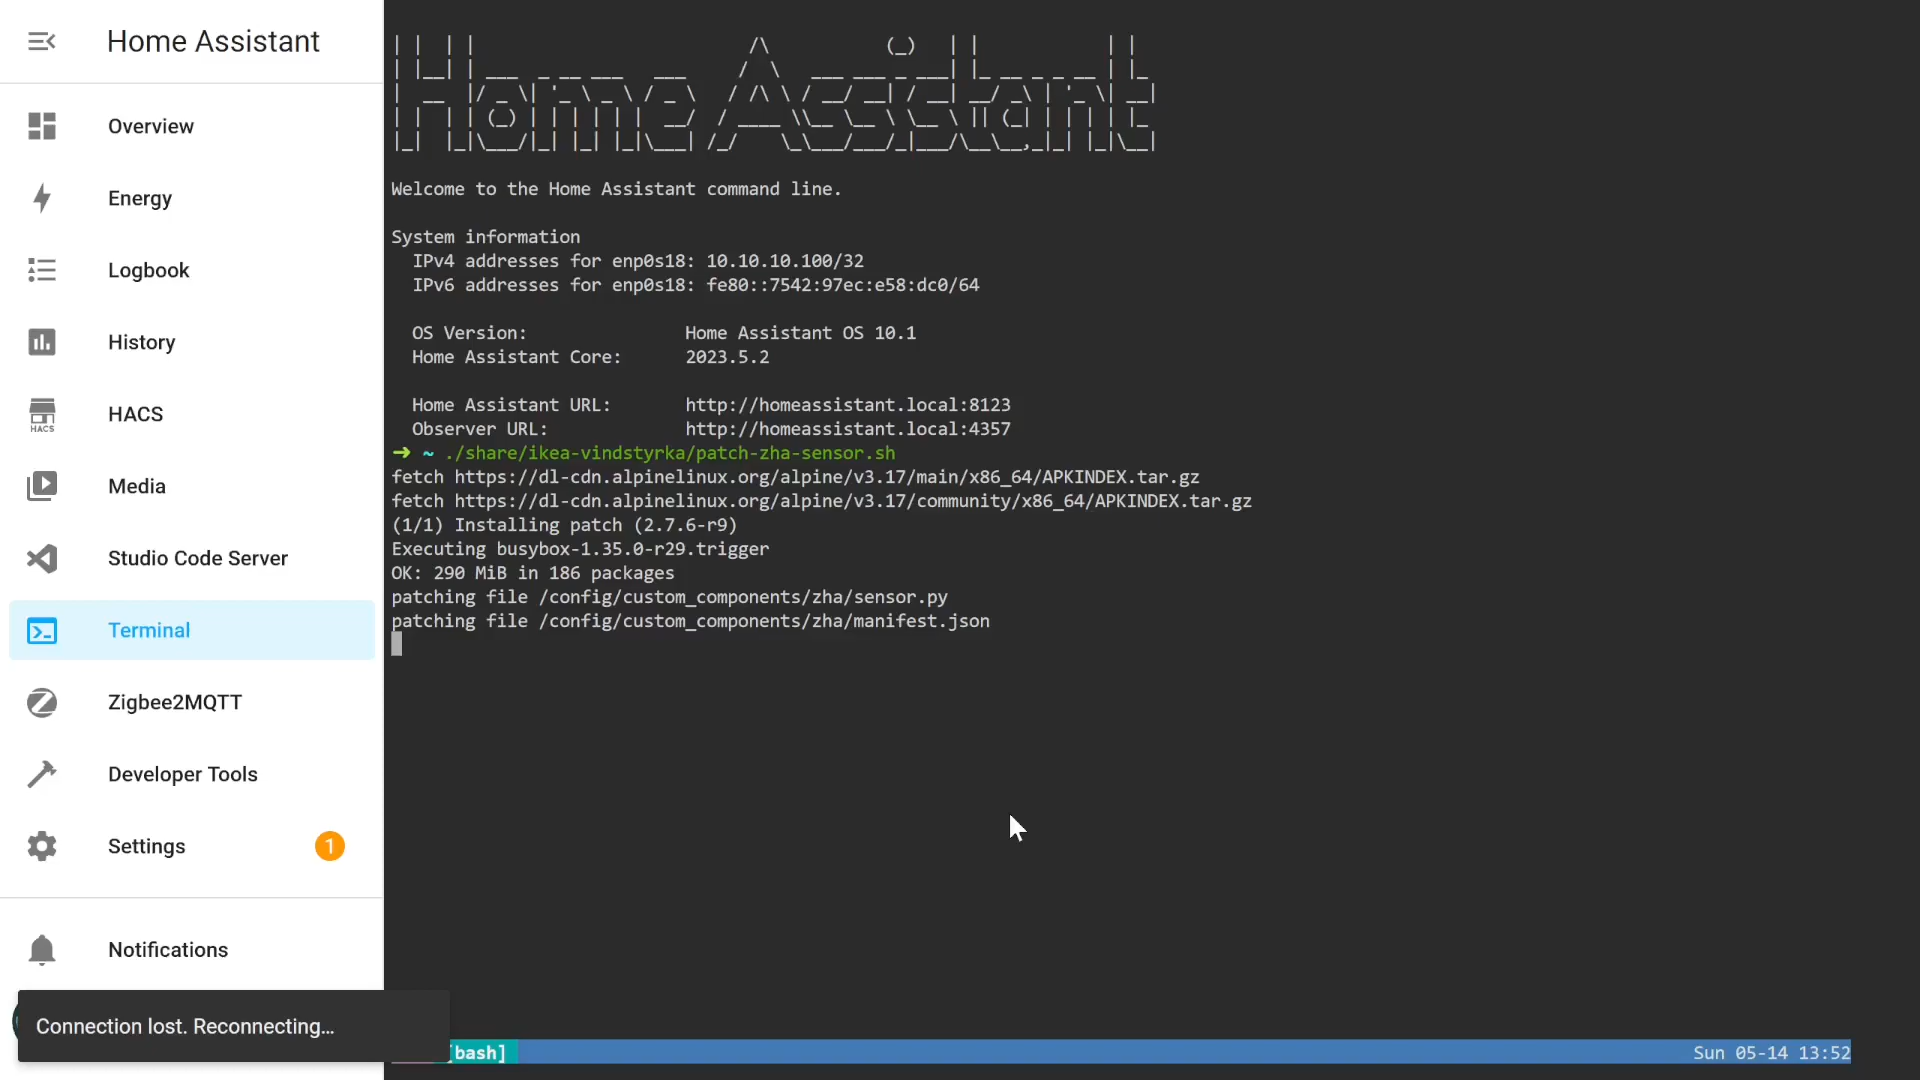 Home Assistant
Overview
Energy
Logbook
History
HACS
HACS
Media
Studio Code Server
Terminal
Zigbee2MQTT
Developer Tools
Settings
1
Notifications
Connection lost. Reconnecting...
Home Assistant
Welcome to the Home Assistant command line.
System information
IPv4 addresses for enp0s18: 10.10.10.100/32
IPv6 addresses for enp0s18: fe80::7542:97ec:e58:dc0/64
OS Version: Home Assistant OS 10.1
Home Assistant Core: 2023.5.2
Home Assistant URL: http://homeassistant.local:8123
Observer URL: http://homeassistant.local:4357
➜ ~ ./share/ikea-vindstyrka/patch-zha-sensor.sh
fetch https://dl-cdn.alpinelinux.org/alpine/v3.17/main/x86_64/APKINDEX.tar.gz
fetch https://dl-cdn.alpinelinux.org/alpine/v3.17/community/x86_64/APKINDEX.tar.gz
(1/1) Installing patch (2.7.6-r9)
Executing busybox-1.35.0-r29.trigger
OK: 290 MiB in 186 packages
patching file /config/custom_components/zha/sensor.py
patching file /config/custom_components/zha/manifest.json
[bash] Sun 05-14 13:52